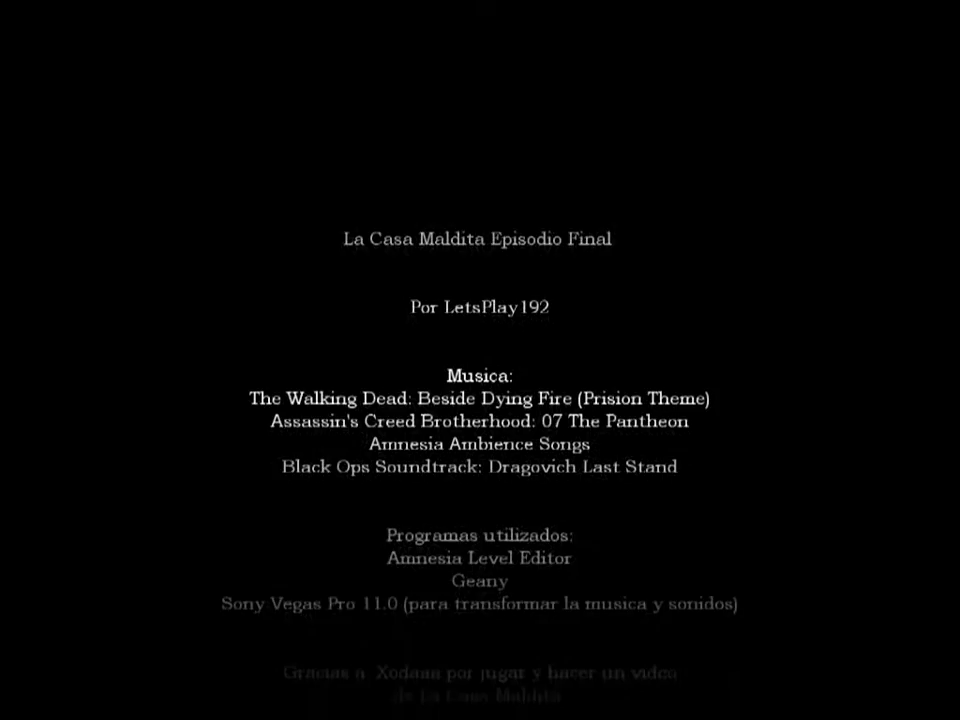 La Casa Maldita Episodio Final
Por LetsPlay192
Musica:
The Walking Dead: Beside Dying Fire (Prision Theme)
Assassin's Creed Brotherhood: 07 The Pantheon
Amnesia Ambience Songs
Black Ops Soundtrack: Dragovich Last Stand
Programas utilizados:
Amnesia Level Editor
Geany
Sony Vegas Pro 11.0 (para transformar la musica y sonidos)
Gracias a por jugar y hacer un video
de La Casa Maldita